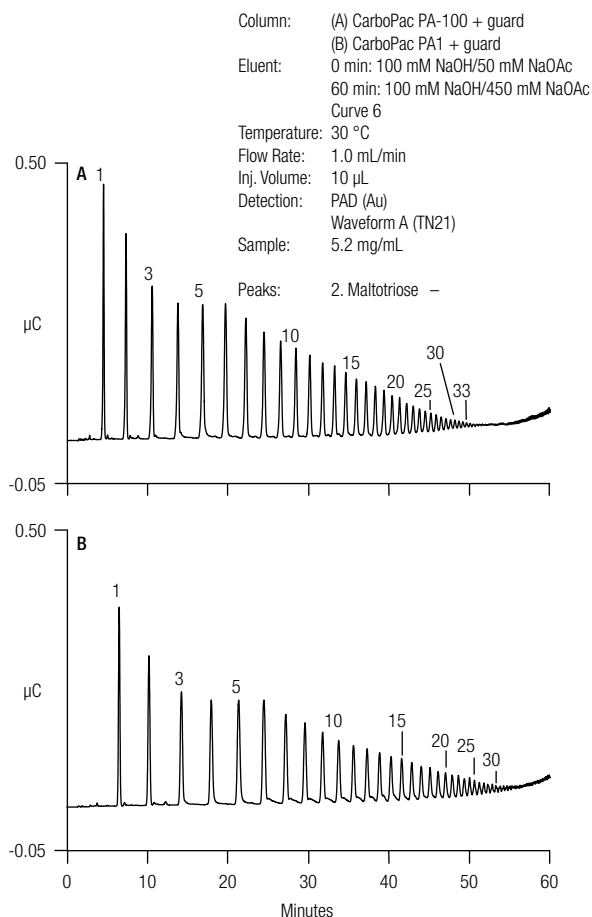 Column: (A) CarboPac PA-100 + guard
(B) CarboPac PA1 + guard
Eluent: 0 min: 100 mM NaOH/50 mM NaOAc
60 min: 100 mM NaOH/450 mM NaOAc
Curve 6
Temperature: 30 °C
Flow Rate: 1.0 mL/min
Inj. Volume: 10 µL
Detection: PAD (Au)
Waveform A (TN21)
Sample: 5.2 mg/mL
Peaks: 2. Maltotriose –
0.50
A
1
3
5
10
15
20
25
30
33
µC
-0.05
0.50
B
1
3
5
10
15
20
25
30
µC
-0.05
0 10 20 30 40 50 60
Minutes